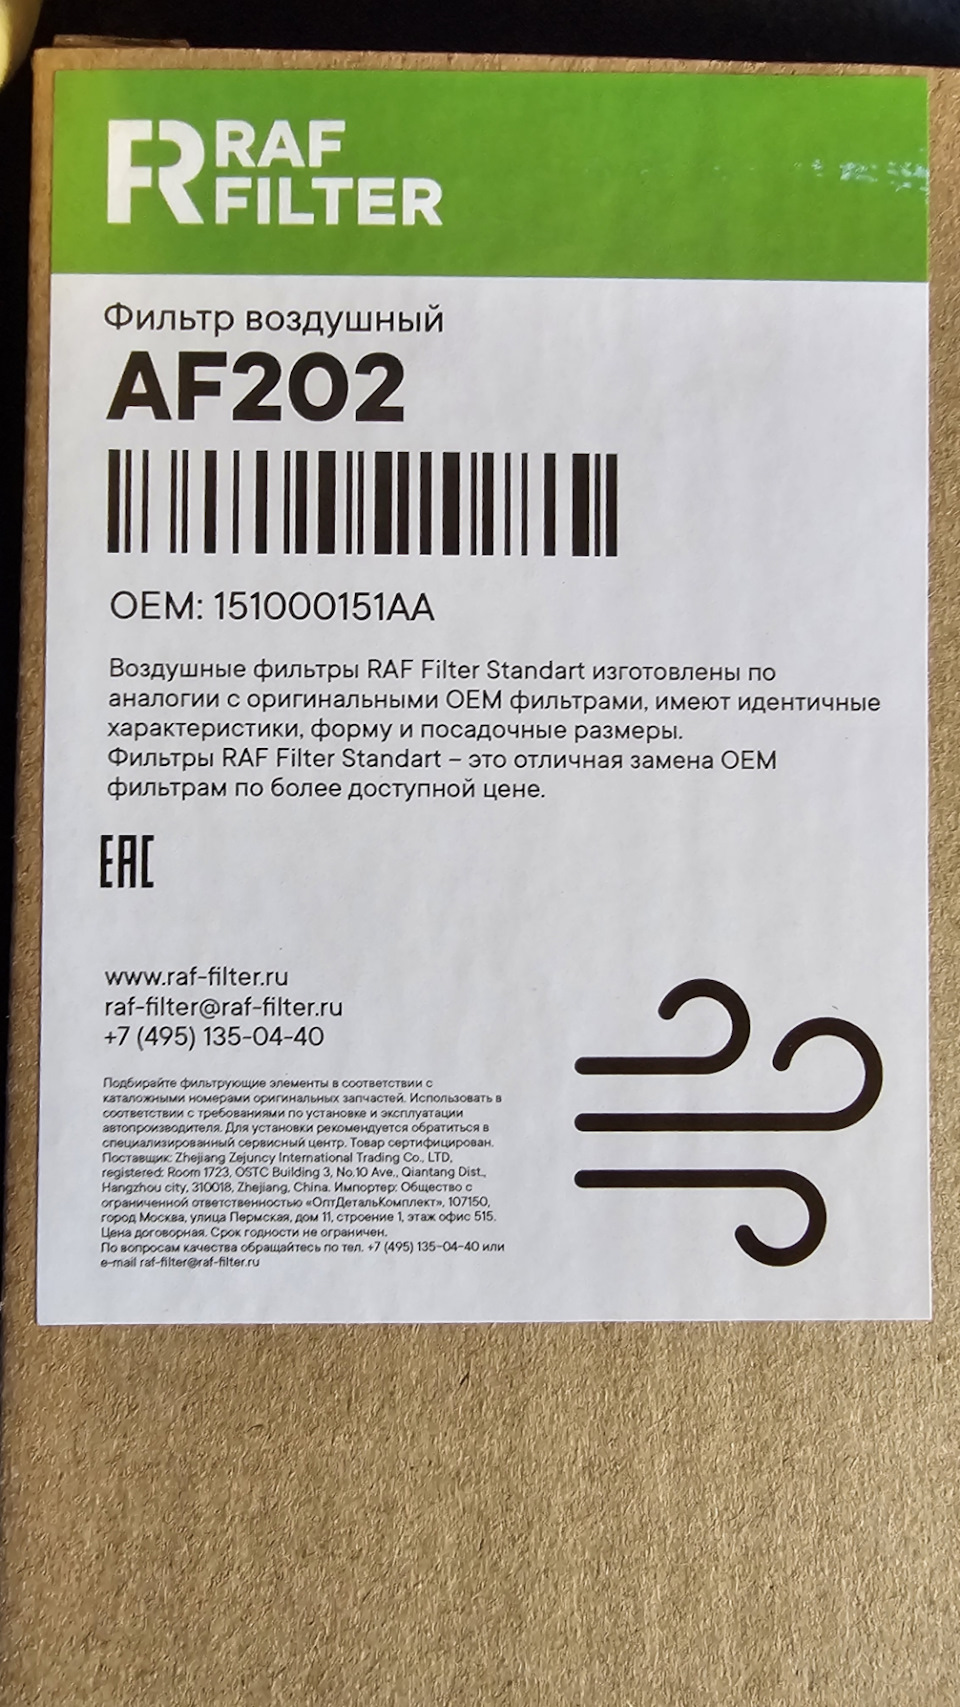 RAF
FILTER
Фильтр воздушный
AF202
OEM: 151000151AA
Воздушные фильтры RAF Filter Standart изготовлены по
аналогии с оригинальными OEM фильтрами, имеют идентичные
характеристики, форму и посадочные размеры.
Фильтры RAF Filter Standart – это отличная замена OEM
фильтрам по более доступной цене.
EAC
www.raf-filter.ru
raf-filter@raf-filter.ru
+7 (495) 135-04-40
Подбирайте фильтрующие элементы в соответствии с
каталожными номерами оригинальных запчастей. Использовать в
соответствии с требованиями по установке и эксплуатации
автопроизводителя. Для установки рекомендуется обратиться в
специализированный сервисный центр. Товар сертифицирован.
Поставщик: Zhejiang Zejuncy International Trading Co., LTD,
registered: Room 1723, OSTC Building 3, No.10 Ave., Qiantang Dist.,
Hangzhou city, 310018, Zhejiang, China. Импортер: Общество с
ограниченной ответственностью «ОптДетальКомплект», 107150,
город Москва, улица Пермская, дом 11, строение 1, этаж офис 515.
Цена договорная. Срок годности не ограничен.
По вопросам качества обращайтесь по тел. +7 (495) 135-04-40 или
e-mail raf-filter@raf-filter.ru